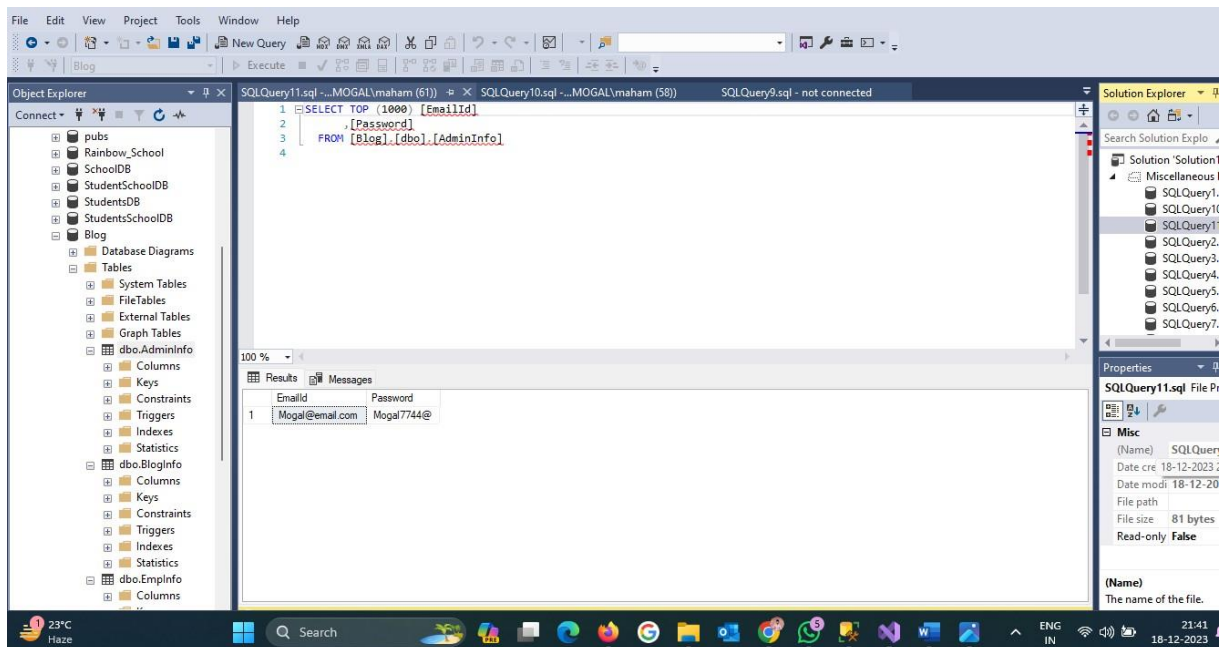 File Edit View Project Tools Window Help
New Query
Blog
Execute
Object Explorer
Connect
pubs
Rainbow_School
SchoolDB
StudentSchoolDB
StudentsDB
StudentsSchoolDB
Blog
Database Diagrams
Tables
System Tables
FileTables
External Tables
Graph Tables
dbo.AdminInfo
Columns
Keys
Constraints
Triggers
Indexes
Statistics
dbo.BlogInfo
Columns
Keys
Constraints
Triggers
Indexes
Statistics
dbo.EmpInfo
Columns
SQLQuery11.sql -...MOGAL\maham (61)) SQLQuery10.sql -...MOGAL\maham (58)) SQLQuery9.sql - not connected
1 SELECT TOP (1000) [EmailId]
2 ,[Password]
3 FROM [Blog].[dbo].[AdminInfo]
4
100 %
Results Messages
EmailId Password
1 Mogal@email.com Mogal7744@
Solution Explorer
Search Solution Explo
Solution 'Solution1
Miscellaneous
SQLQuery1.
SQLQuery10
SQLQuery11
SQLQuery2.
SQLQuery3.
SQLQuery4.
SQLQuery5.
SQLQuery6.
SQLQuery7.
Properties
SQLQuery11.sql File Pr
Misc
(Name) SQLQuery
Date cre 18-12-2023 2
Date modi 18-12-20
File path
File size 81 bytes
Read-only False
(Name)
The name of the file.
1 23°C
Haze
Search
PRE
5
ENG
IN
21:41
18-12-2023